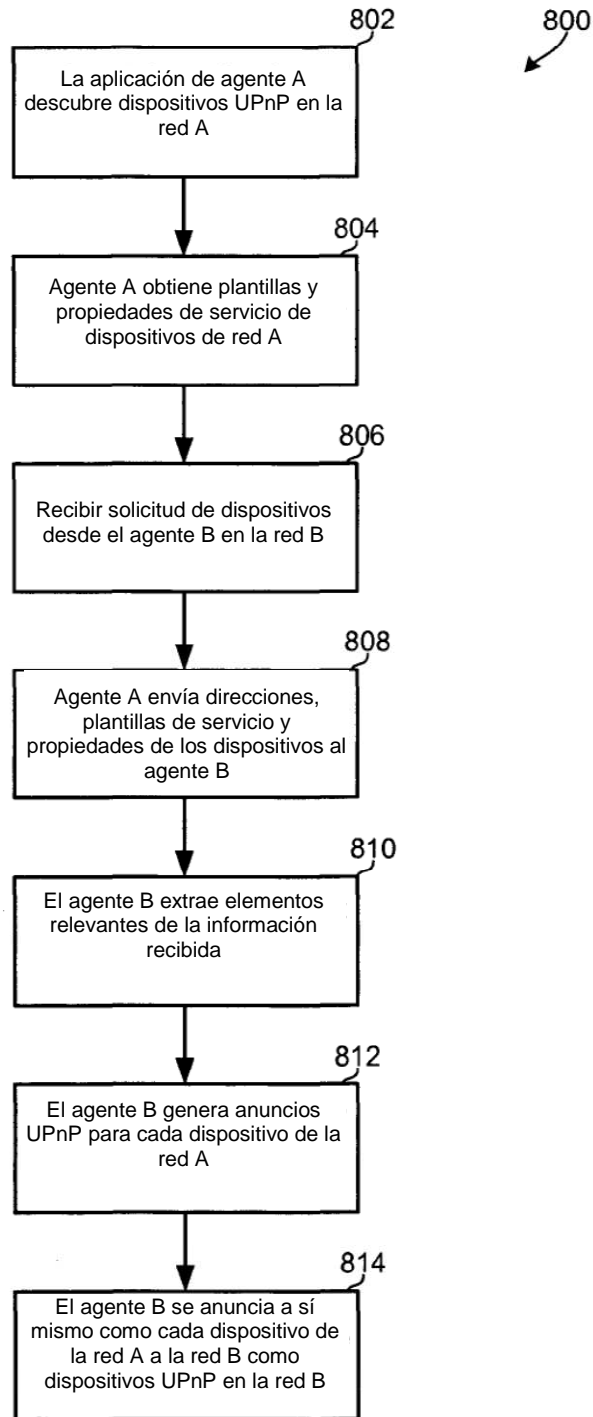 802
800
La aplicación de agente A
descubre dispositivos UPnP en la
red A
804
Agente A obtiene plantillas y
propiedades de servicio de
dispositivos de red A
806
Recibir solicitud de dispositivos
desde el agente B en la red B
808
Agente A envía direcciones,
plantillas de servicio y
propiedades de los dispositivos al
agente B
810
El agente B extrae elementos
relevantes de la información
recibida
812
El agente B genera anuncios
UPnP para cada dispositivo de la
red A
814
El agente B se anuncia a sí
mismo como cada dispositivo de
la red A a la red B como
dispositivos UPnP en la red B